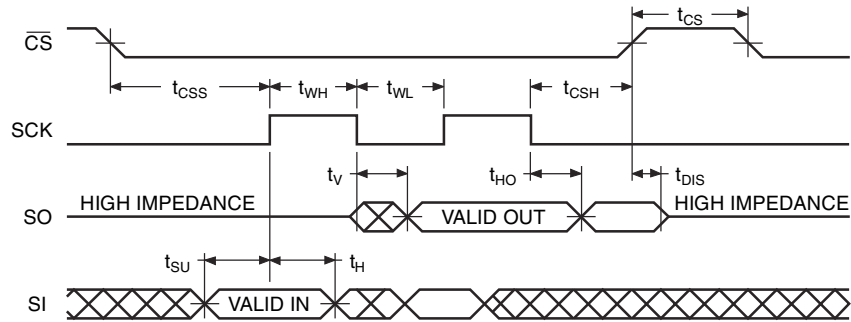 t_CS
CS
t_CSS t_WH t_WL t_CSH
SCK
t_V t_HO t_DIS
HIGH IMPEDANCE HIGH IMPEDANCE
SO VALID OUT
t_SU t_H
SI VALID IN